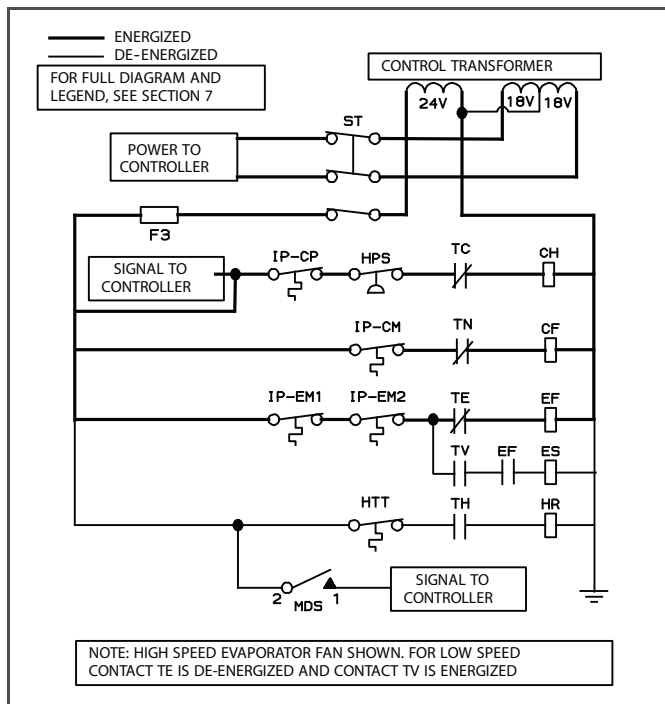 ENERGIZED
DE-ENERGIZED
FOR FULL DIAGRAM AND
LEGEND, SEE SECTION 7
CONTROL TRANSFORMER
24V
18V 18V
ST
POWER TO
CONTROLLER
F3
SIGNAL TO
CONTROLLER
IP-CP HPS TC CH
IP-CM TN CF
IP-EM1 IP-EM2 TE EF
TV EF ES
HTT TH HR
2 MDS 1
SIGNAL TO
CONTROLLER
NOTE: HIGH SPEED EVAPORATOR FAN SHOWN. FOR LOW SPEED
CONTACT TE IS DE-ENERGIZED AND CONTACT TV IS ENERGIZED